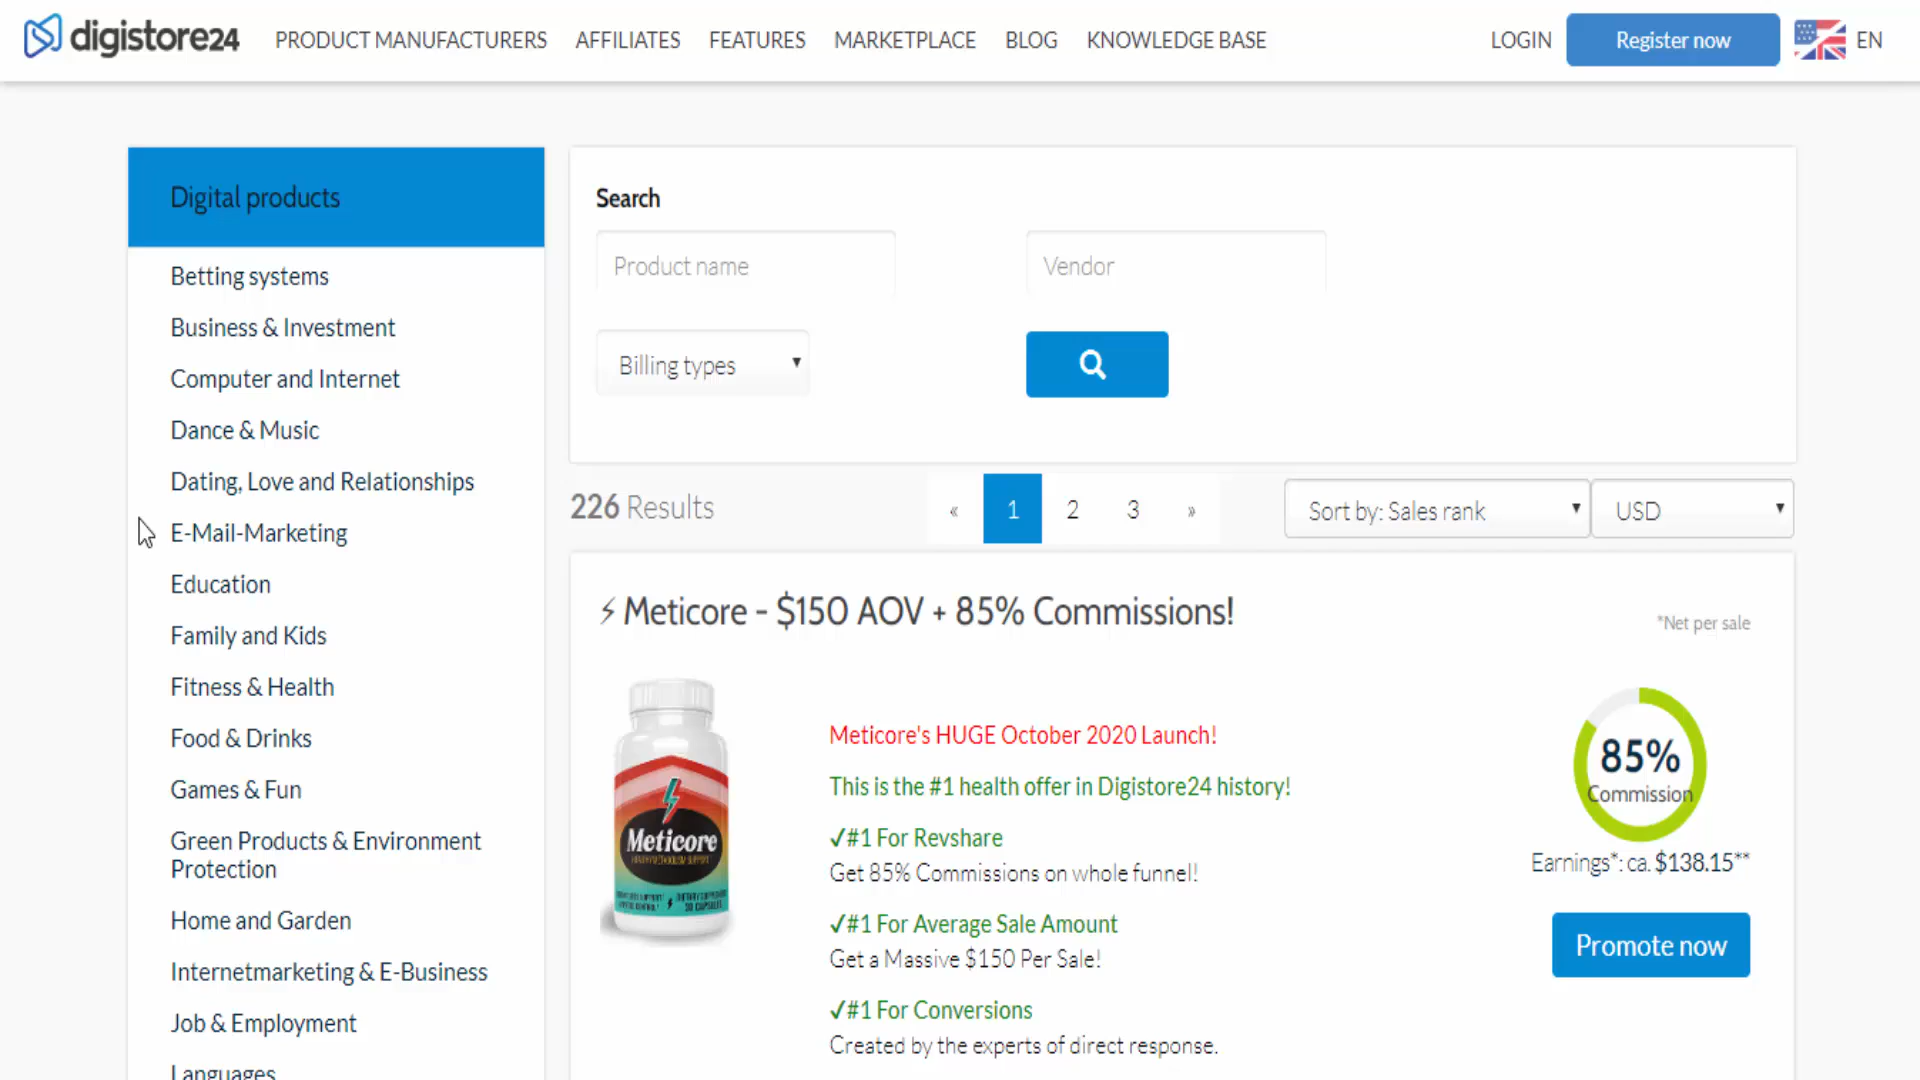 digistore24
PRODUCT MANUFACTURERS
AFFILIATES
FEATURES
MARKETPLACE
BLOG
KNOWLEDGE BASE
LOGIN
Register now
EN
Digital products
Betting systems
Business & Investment
Computer and Internet
Dance & Music
Dating, Love and Relationships
E-Mail-Marketing
Education
Family and Kids
Fitness & Health
Food & Drinks
Games & Fun
Green Products & Environment
Protection
Home and Garden
Internetmarketing & E-Business
Job & Employment
Languages
Search
Product name
Vendor
Billing types
226 Results
« 1 2 3 »
Sort by: Sales rank
USD
⚡Meticore - $150 AOV + 85% Commissions!
*Net per sale
Meticore
Meticore's HUGE October 2020 Launch!
This is the #1 health offer in Digistore24 history!
✓#1 For Revshare
Get 85% Commissions on whole funnel!
✓#1 For Average Sale Amount
Get a Massive $150 Per Sale!
✓#1 For Conversions
Created by the experts of direct response.
85%
Commission
Earnings*: ca. $138.15**
Promote now